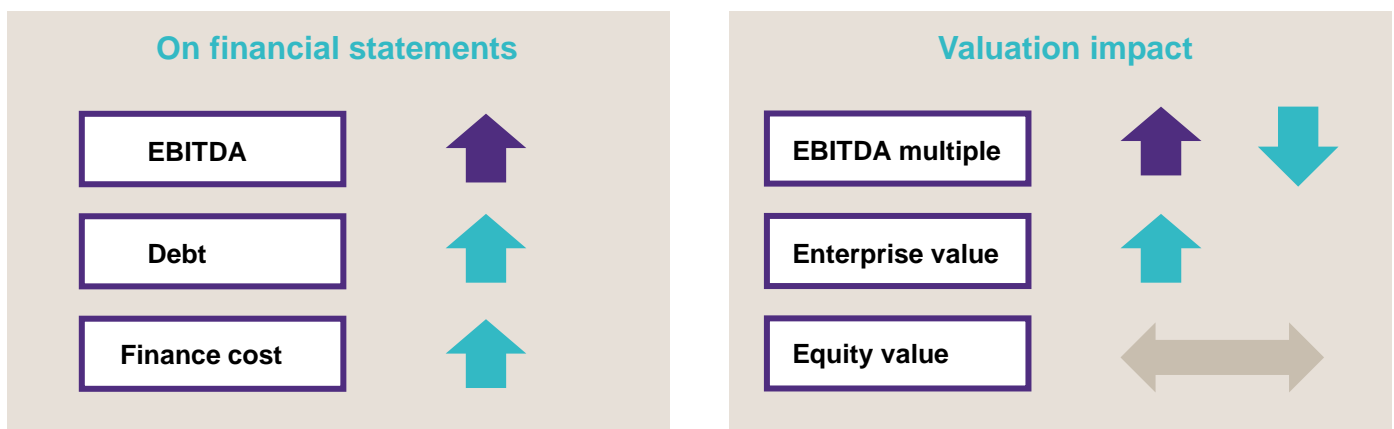 On financial statements
EBITDA
Debt
Finance cost
Valuation impact
EBITDA multiple
Enterprise value
Equity value